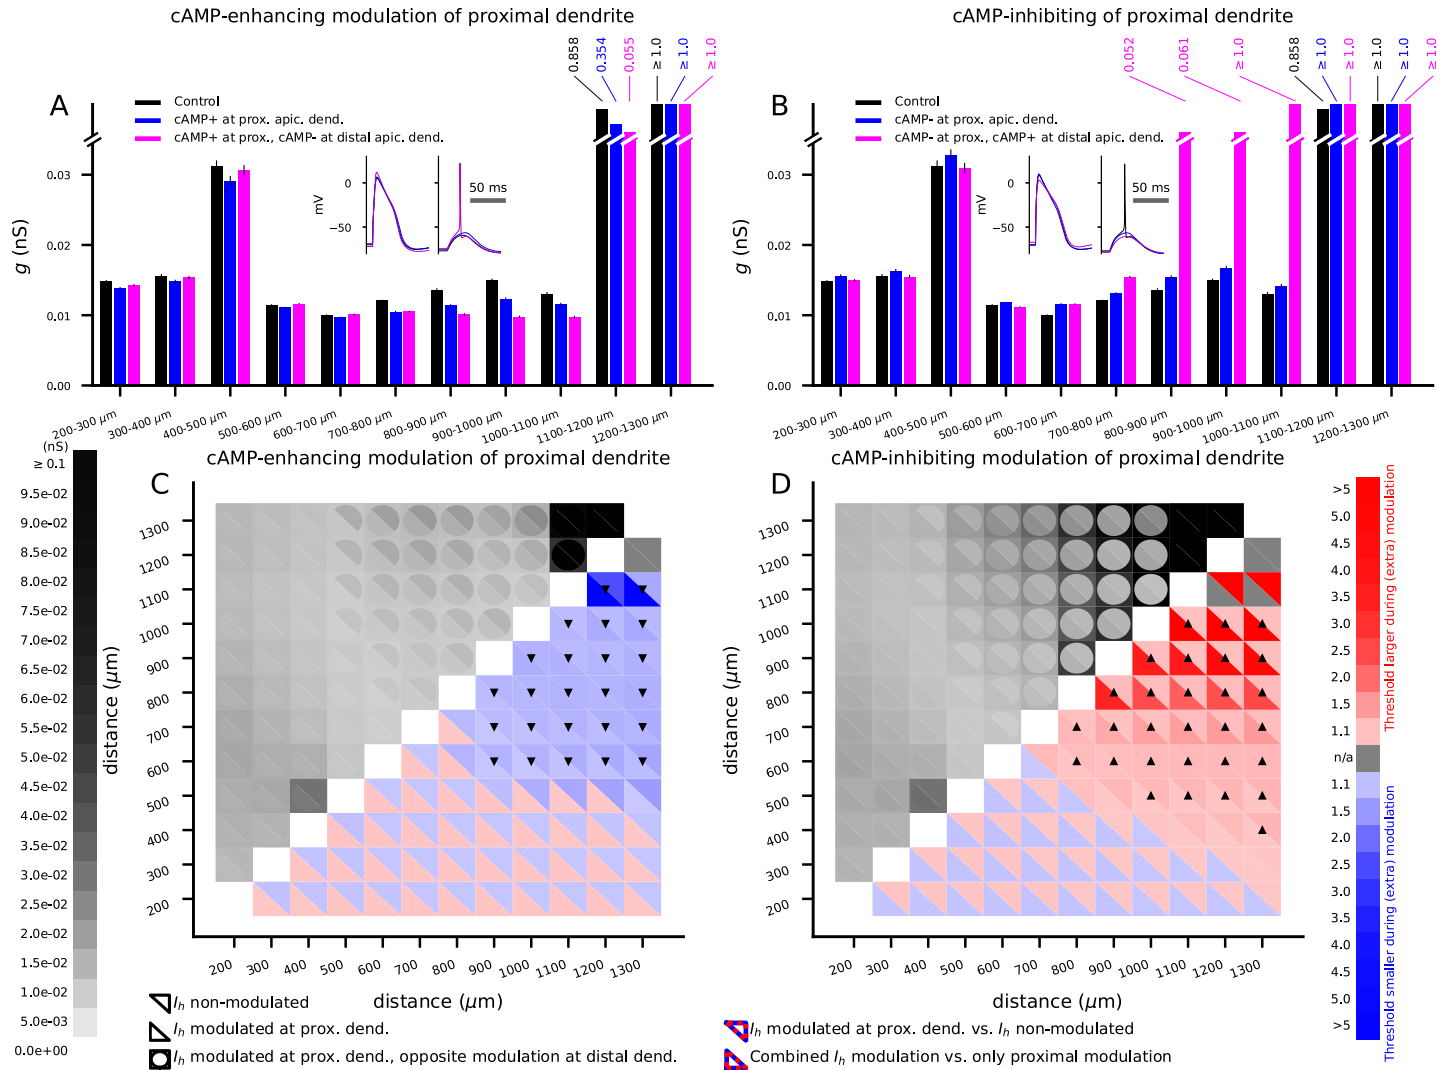 cAMP-enhancing modulation of proximal dendrite
cAMP-inhibiting of proximal dendrite
A
0.858
0.354
0.055
≥ 1.0
≥ 1.0
≥ 1.0
Control
cAMP+ at prox. apic. dend.
cAMP+ at prox., cAMP- at distal apic. dend.
g (nS)
0.03
0.02
0.01
0.00
mV
0
−50
50 ms
200-300 μm
300-400 μm
400-500 μm
500-600 μm
600-700 μm
700-800 μm
800-900 μm
900-1000 μm
1000-1100 μm
1100-1200 μm
1200-1300 μm
B
0.052
0.061
≥ 1.0
0.858
≥ 1.0
≥ 1.0
≥ 1.0
≥ 1.0
≥ 1.0
Control
cAMP- at prox. apic. dend.
cAMP- at prox., cAMP+ at distal apic. dend.
g (nS)
0.03
0.02
0.01
0.00
mV
0
−50
50 ms
200-300 μm
300-400 μm
400-500 μm
500-600 μm
600-700 μm
700-800 μm
800-900 μm
900-1000 μm
1000-1100 μm
1100-1200 μm
1200-1300 μm
(nS)
≥ 0.1
9.5e-02
9.0e-02
8.5e-02
8.0e-02
7.5e-02
7.0e-02
6.5e-02
6.0e-02
5.5e-02
5.0e-02
4.5e-02
4.0e-02
3.5e-02
3.0e-02
2.5e-02
2.0e-02
1.5e-02
1.0e-02
5.0e-03
0.0e+00
cAMP-enhancing modulation of proximal dendrite
C
distance (μm)
1300
1200
1100
1000
900
800
700
600
500
400
300
200
200
300
400
500
600
700
800
900
1000
1100
1200
1300
distance (μm)
cAMP-inhibiting modulation of proximal dendrite
D
distance (μm)
1300
1200
1100
1000
900
800
700
600
500
400
300
200
200
300
400
500
600
700
800
900
1000
1100
1200
1300
distance (μm)
>5
5.0
4.5
4.0
3.5
3.0
2.5
2.0
1.5
1.1
n/a
1.1
1.5
2.0
2.5
3.0
3.5
4.0
4.5
5.0
>5
Threshold larger during (extra) modulation
Threshold smaller during (extra) modulation
I_h non-modulated
I_h modulated at prox. dend.
I_h modulated at prox. dend., opposite modulation at distal dend.
I_h modulated at prox. dend. vs. I_h non-modulated
Combined I_h modulation vs. only proximal modulation